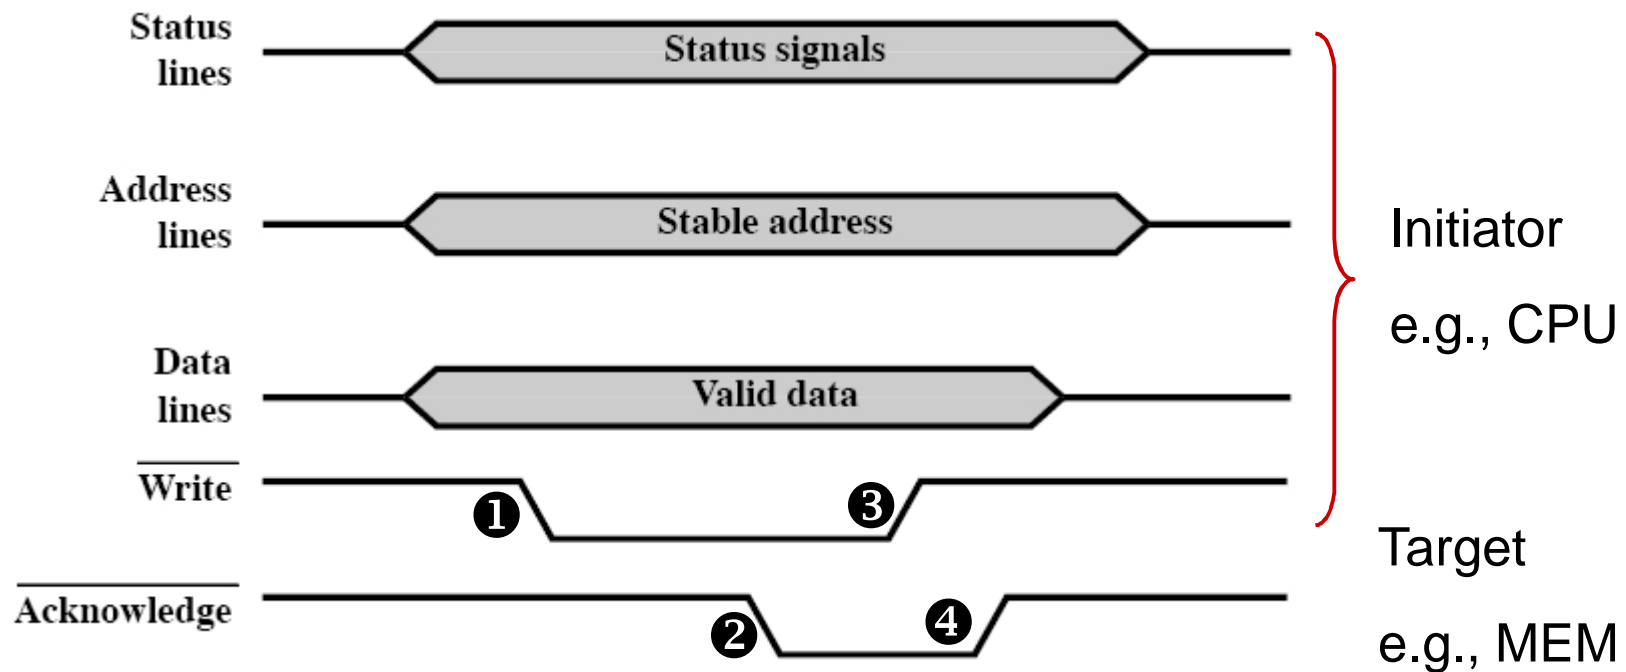 Status
lines
Status signals
Address
lines
Stable address
Data
lines
Valid data
Write
❶
❸
Acknowledge
❷
❹
Initiator
e.g., CPU
Target
e.g., MEM